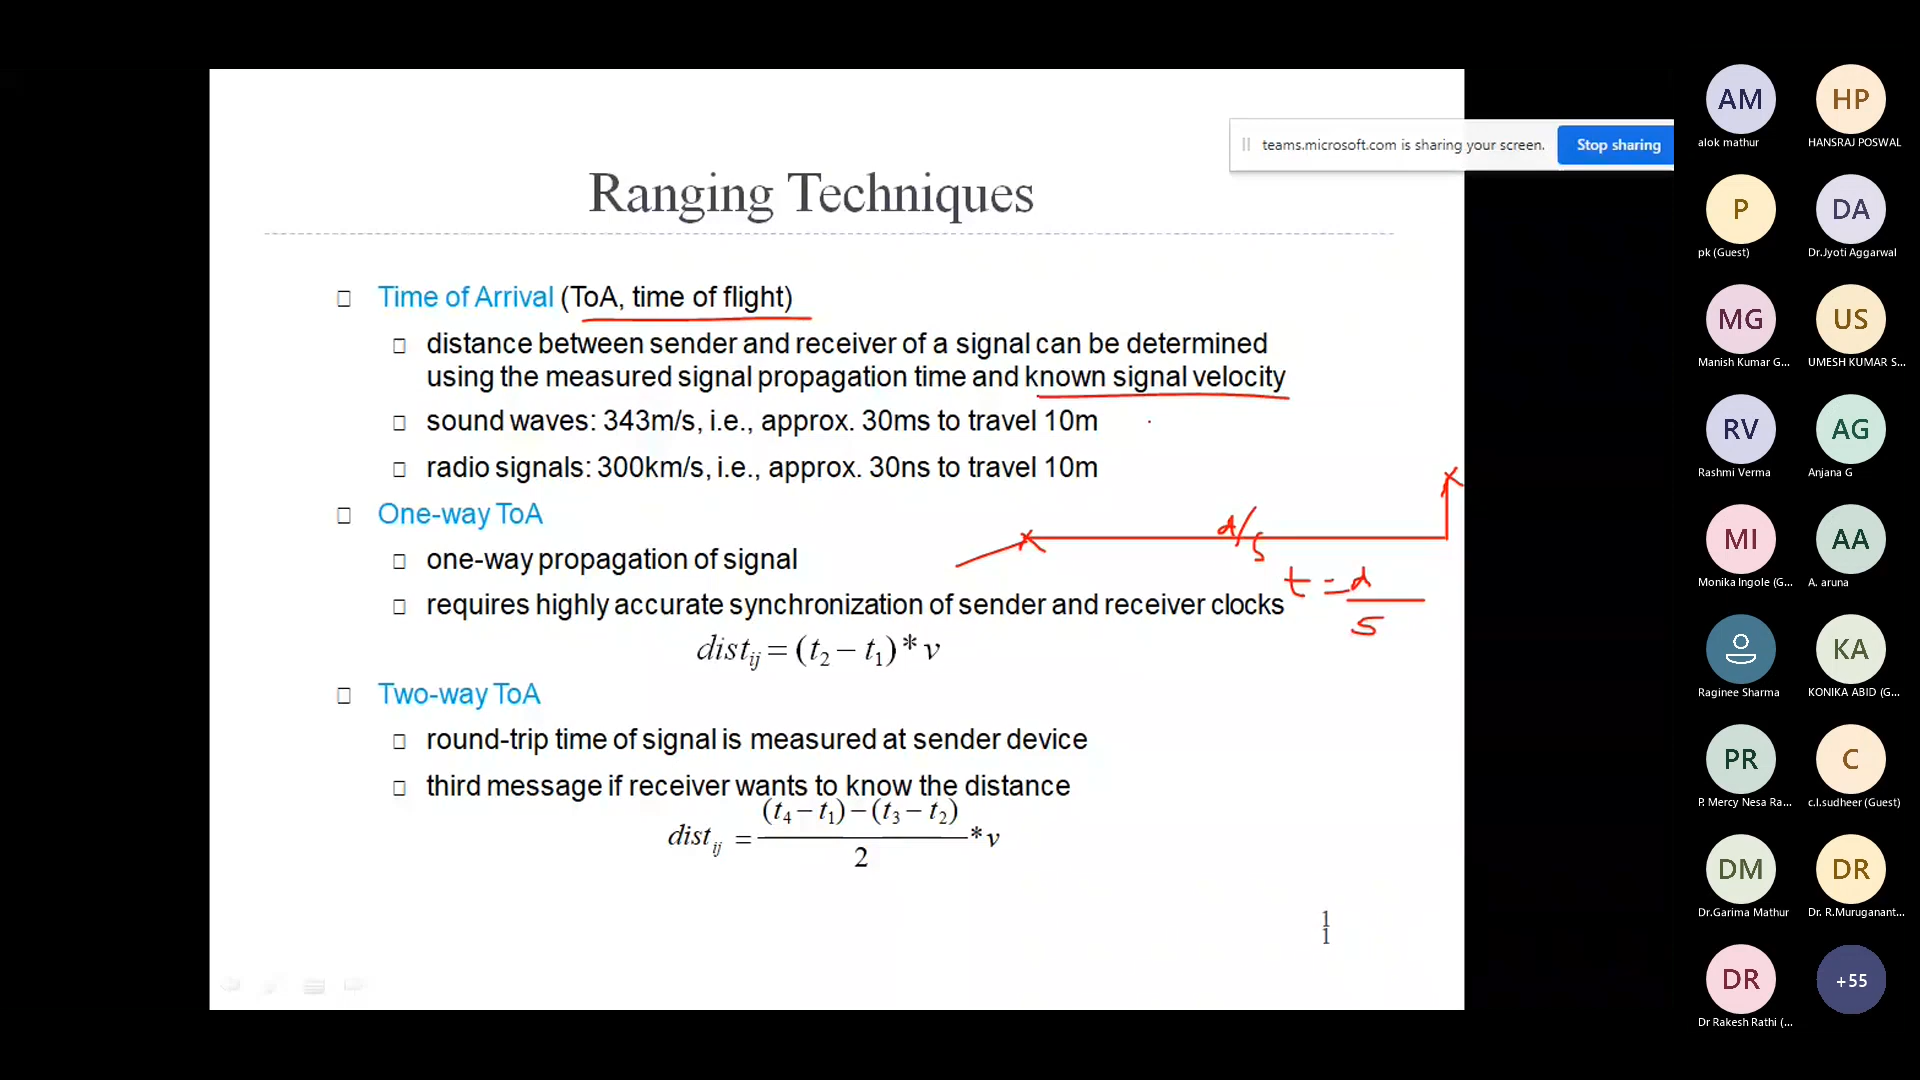 teams.microsoft.com is sharing your screen. Stop sharing
Ranging Techniques
Time of Arrival (ToA, time of flight)
distance between sender and receiver of a signal can be determined
using the measured signal propagation time and known signal velocity
sound waves: 343m/s, i.e., approx. 30ms to travel 10m
radio signals: 300km/s, i.e., approx. 30ns to travel 10m
One-way ToA
d/s
one-way propagation of signal
t = d/s
requires highly accurate synchronization of sender and receiver clocks
dist_ij = (t_2 − t_1) * v
Two-way ToA
round-trip time of signal is measured at sender device
third message if receiver wants to know the distance
dist_ij = ((t_4 − t_1) − (t_3 − t_2))/2 * v
1
1
AM
alok mathur
HP
HANSRAJ POSWAL
P
pk (Guest)
DA
Dr.Jyoti Aggarwal
MG
Manish Kumar G...
US
UMESH KUMAR S...
RV
Rashmi Verma
AG
Anjana G
MI
Monika Ingole (G...
AA
A. aruna
Raginee Sharma
KA
KONIKA ABID (G...
PR
P. Mercy Nesa Ra...
C
c.l.sudheer (Guest)
DM
Dr.Garima Mathur
DR
Dr. R.Muruganant...
DR
Dr Rakesh Rathi (...
+55